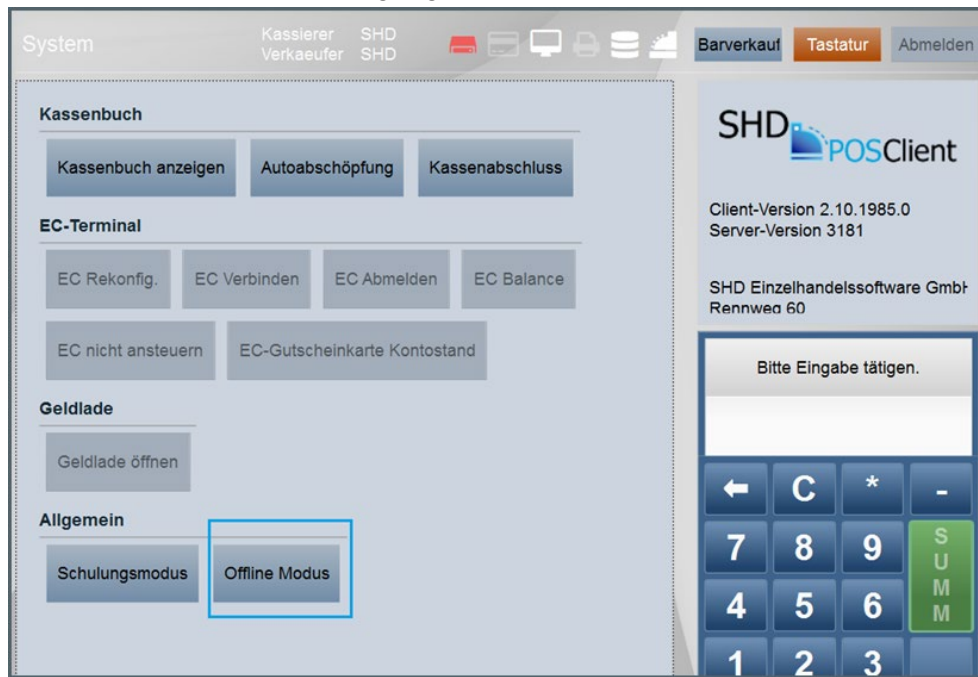 System
Kassierer SHD
Verkaeufer SHD
Barverkauf Tastatur Abmelden
Kassenbuch
Kassenbuch anzeigen Autoabschöpfung Kassenabschluss
EC-Terminal
EC Rekonfig. EC Verbinden EC Abmelden EC Balance
EC nicht ansteuern EC-Gutscheinkarte Kontostand
Geldlade
Geldlade öffnen
Allgemein
Schulungsmodus Offline Modus
SHD
POSClient
Client-Version 2.10.1985.0
Server-Version 3181
SHD Einzelhandelssoftware GmbH
Rennweg 60
Bitte Eingabe tätigen.
C * -
7 8 9
4 5 6
1 2 3
SUMM